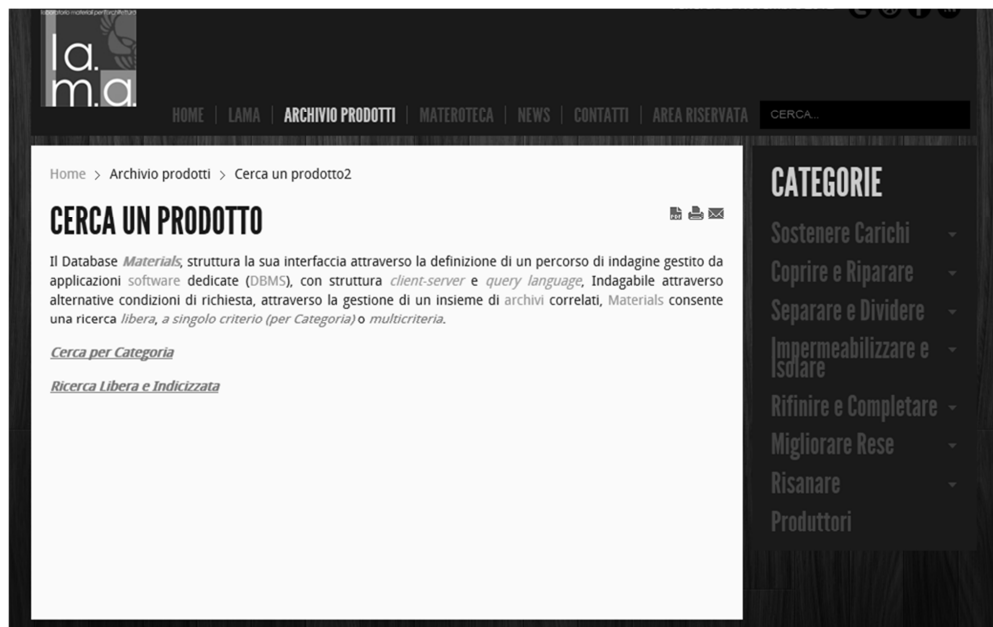 la.
m.a.
HOME | LAMA | ARCHIVIO PRODOTTI | MATEROTECA | NEWS | CONTATTI | AREA RISERVATA
CERCA...
Home > Archivio prodotti > Cerca un prodotto2
CERCA UN PRODOTTO
PDF
Il Database Materials, struttura la sua interfaccia attraverso la definizione di un percorso di indagine gestito da
applicazioni software dedicate (DBMS), con struttura client-server e query language, Indagabile attraverso
alternative condizioni di richiesta, attraverso la gestione di un insieme di archivi correlati, Materials consente
una ricerca libera, a singolo criterio (per Categoria) o multicriteria.
Cerca per Categoria
Ricerca Libera e Indicizzata
CATEGORIE
Sostenere Carichi
Coprire e Riparare
Separare e Dividere
Impermeabilizzare e
Isolare
Rifinire e Completare
Migliorare Rese
Risanare
Produttori